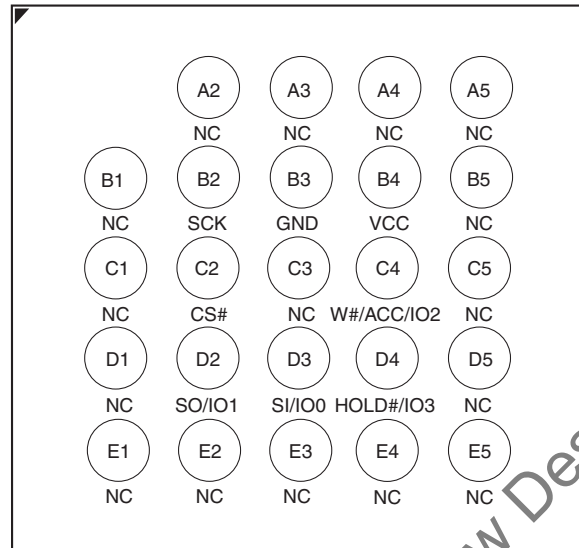 A2 A3 A4 A5
NC NC NC NC
B1 B2 B3 B4 B5
NC SCK GND VCC NC
C1 C2 C3 C4 C5
NC CS# NC W#/ACC/IO2 NC
D1 D2 D3 D4 D5
NC SO/IO1 SI/IO0 HOLD#/IO3 NC
E1 E2 E3 E4 E5
NC NC NC NC NC